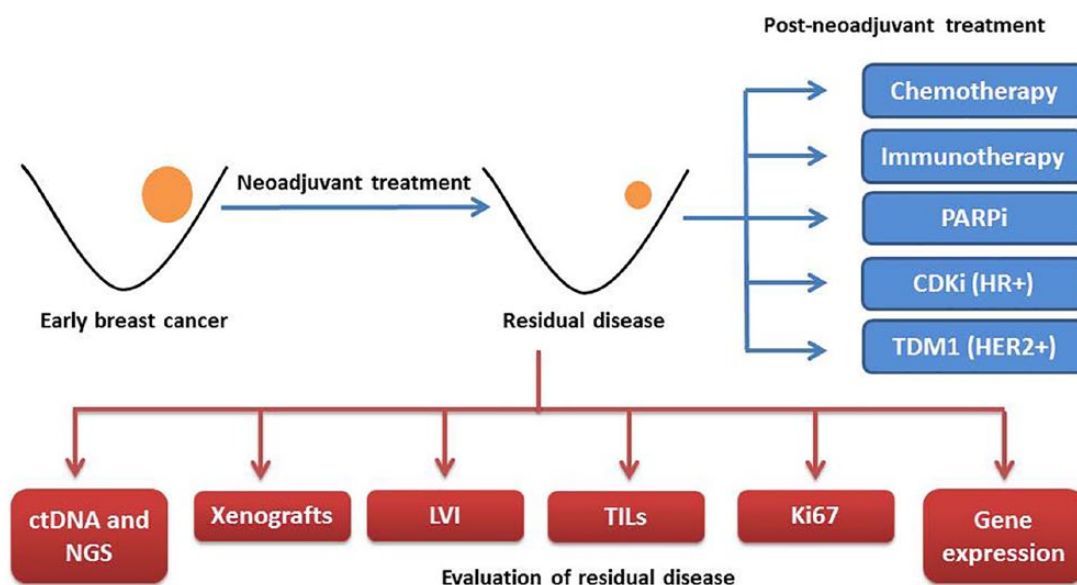 Post-neoadjuvant treatment
Chemotherapy
Immunotherapy
PARPi
CDKi (HR+)
TDM1 (HER2+)
Neoadjuvant treatment
Early breast cancer
Residual disease
ctDNA and
NGS
Xenografts
LVI
TILs
Ki67
Gene
expression
Evaluation of residual disease